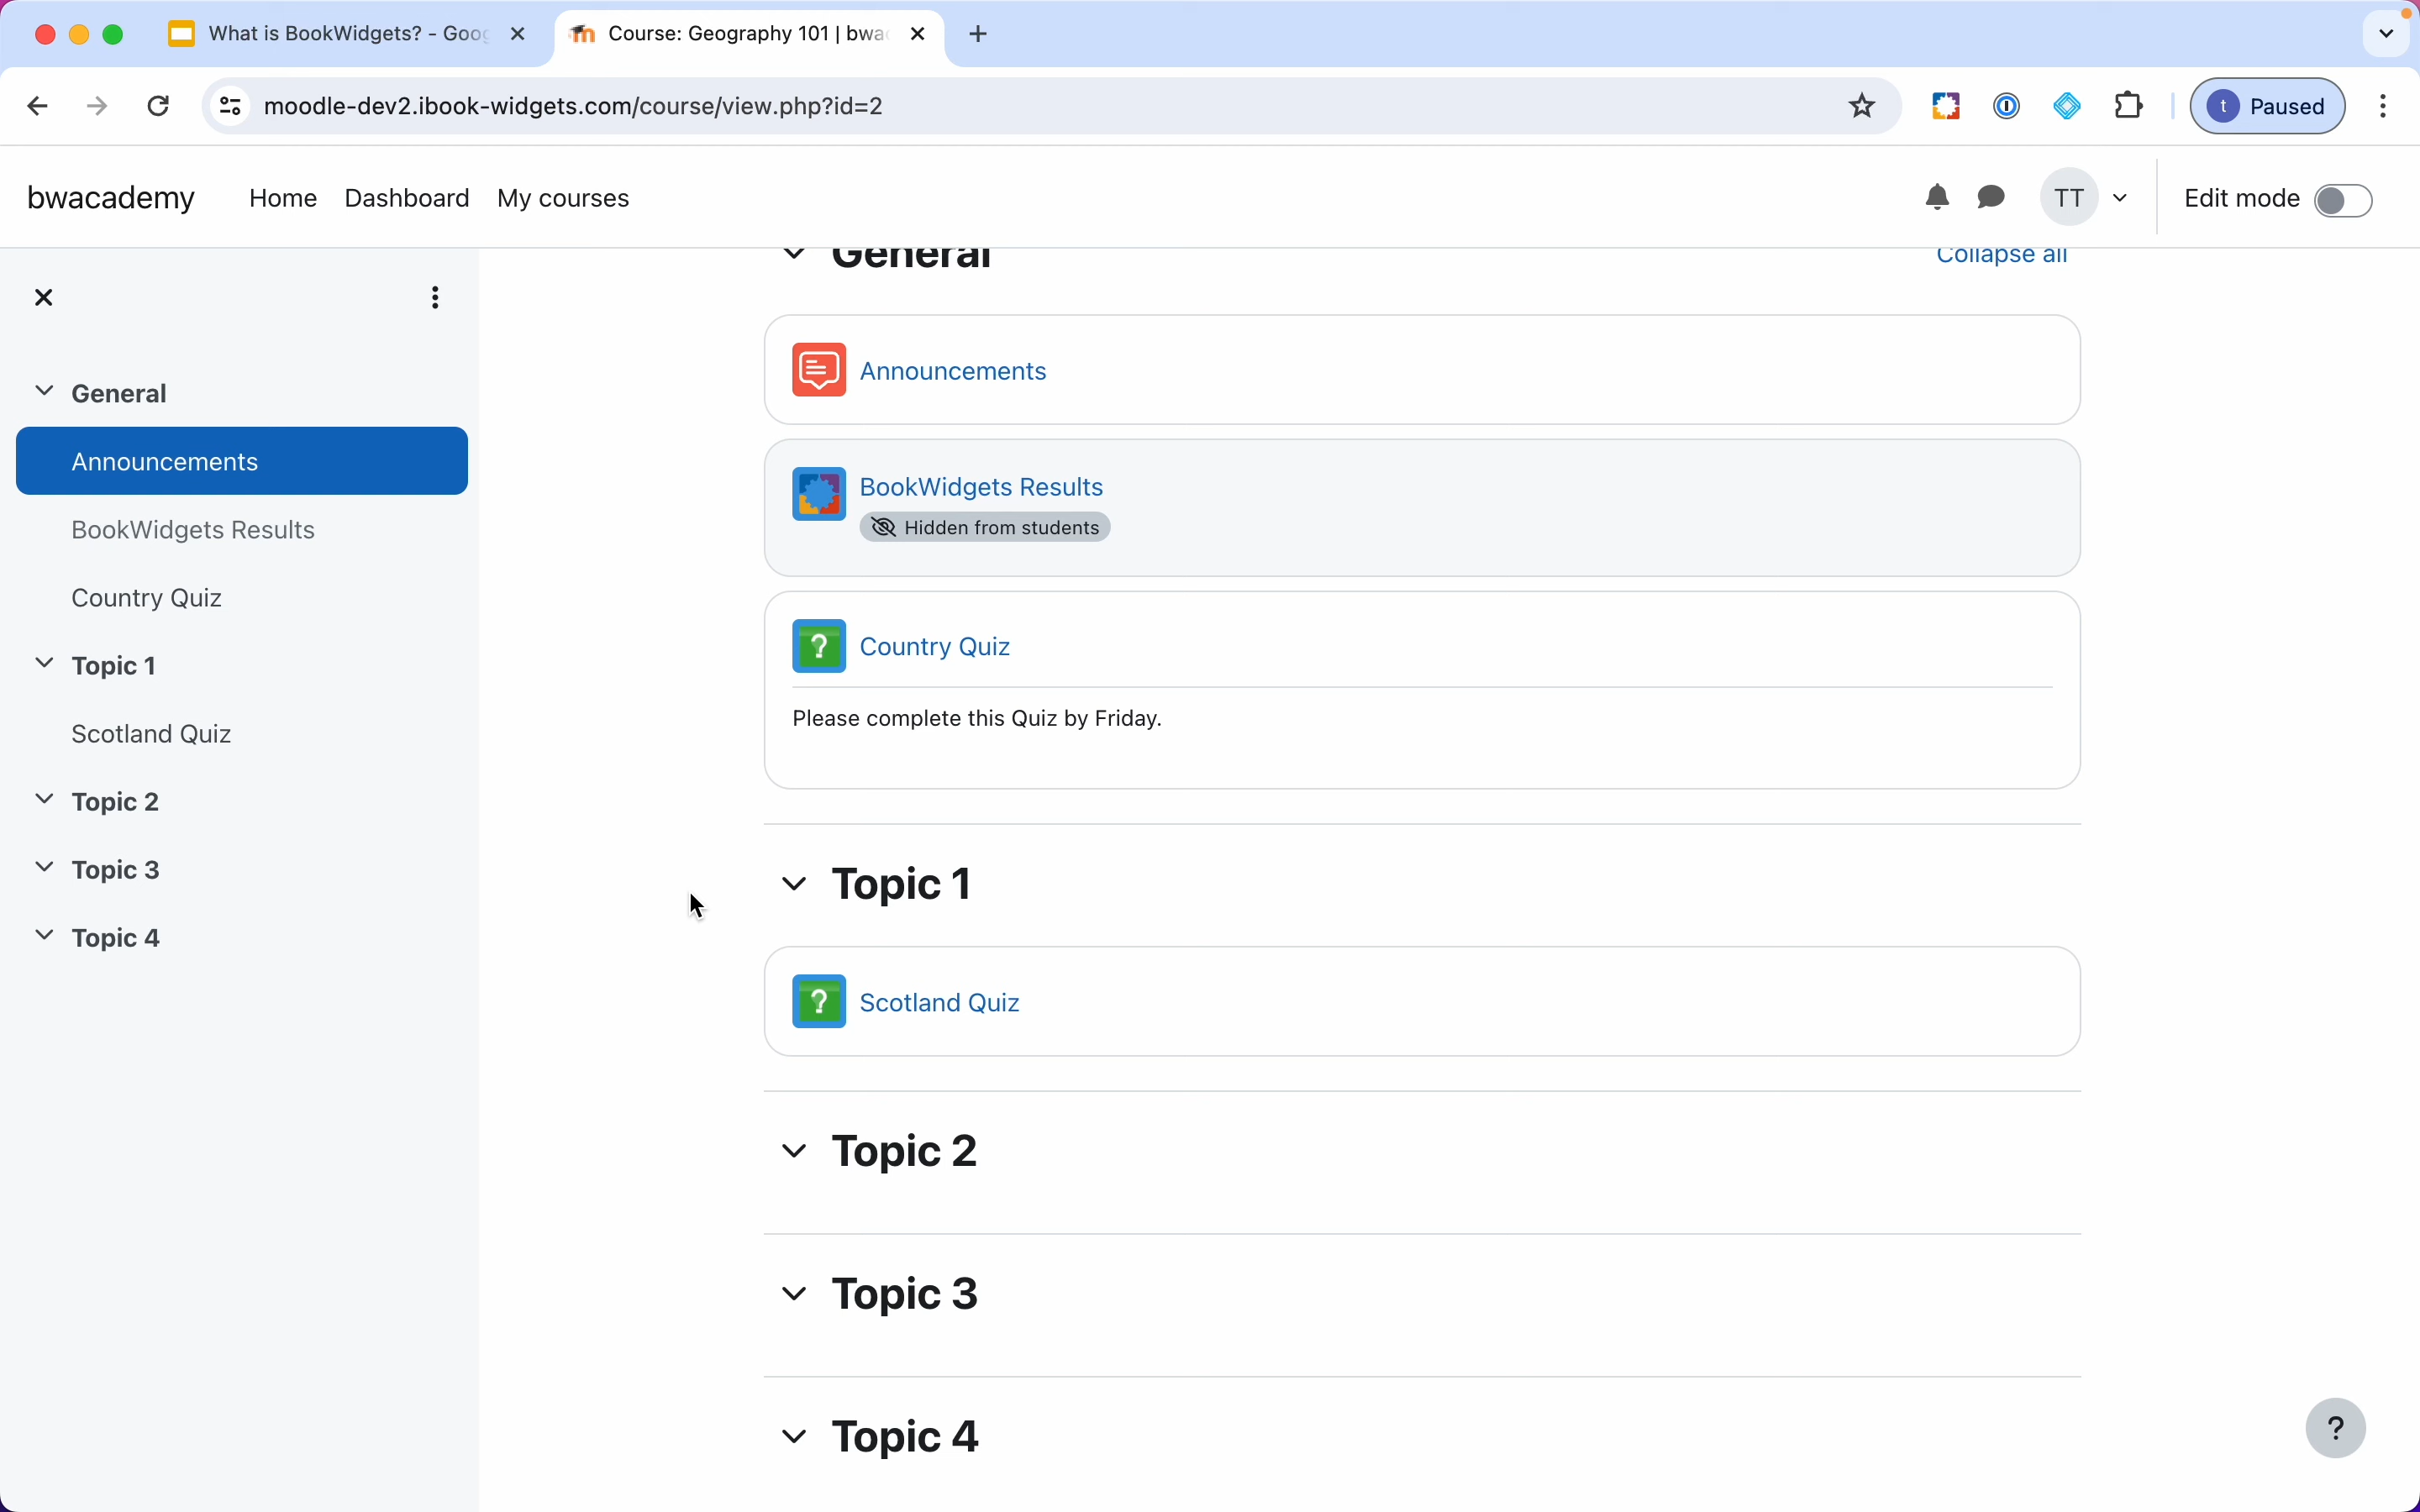 What is BookWidgets? - Goog
Course: Geography 101 | bwa
moodle-dev2.ibook-widgets.com/course/view.php?id=2
t Paused
bwacademy
Home
Dashboard
My courses
TT
Edit mode
General
Announcements
BookWidgets Results
Country Quiz
Topic 1
Scotland Quiz
Topic 2
Topic 3
Topic 4
General
Collapse all
Announcements
BookWidgets Results
Hidden from students
? Country Quiz
Please complete this Quiz by Friday.
Topic 1
? Scotland Quiz
Topic 2
Topic 3
Topic 4
?